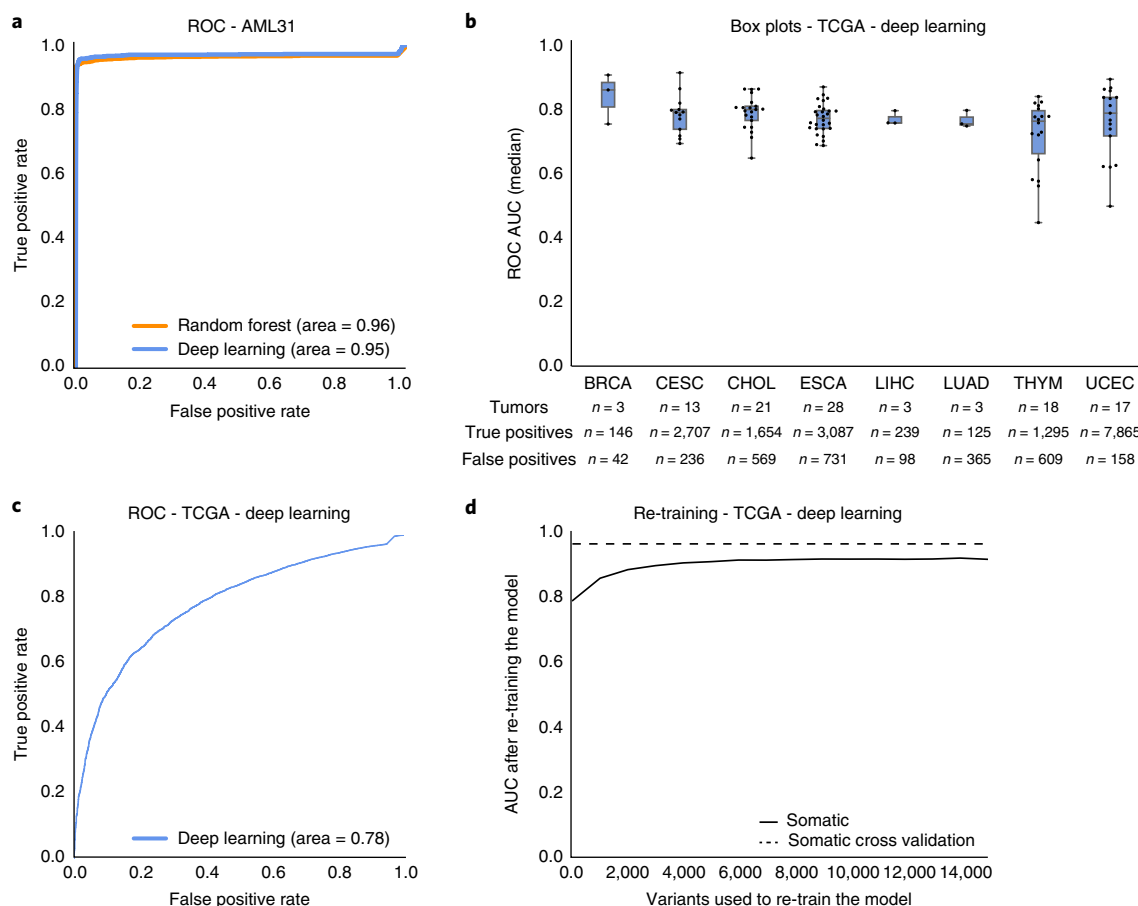 a
ROC - AML31
1.0
0.8
0.6
0.4
0.2
0.0
True positive rate
Random forest (area = 0.96)
Deep learning (area = 0.95)
0.0 0.2 0.4 0.6 0.8 1.0
False positive rate
b
Box plots - TCGA - deep learning
1.0
0.8
0.6
0.4
0.2
0.0
ROC AUC (median)
BRCA CESC CHOL ESCA LIHC LUAD THYM UCEC
Tumors n = 3 n = 13 n = 21 n = 28 n = 3 n = 3 n = 18 n = 17
True positives n = 146 n = 2,707 n = 1,654 n = 3,087 n = 239 n = 125 n = 1,295 n = 7,865
False positives n = 42 n = 236 n = 569 n = 731 n = 98 n = 365 n = 609 n = 158
c
ROC - TCGA - deep learning
1.0
0.8
0.6
0.4
0.2
0.0
True positive rate
Deep learning (area = 0.78)
0.0 0.2 0.4 0.6 0.8 1.0
False positive rate
d
Re-training - TCGA - deep learning
1.0
0.8
0.6
0.4
0.2
0.0
AUC after re-training the model
Somatic
Somatic cross validation
0.0 2,000 4,000 6,000 8,000 10,000 12,000 14,000
Variants used to re-train the model